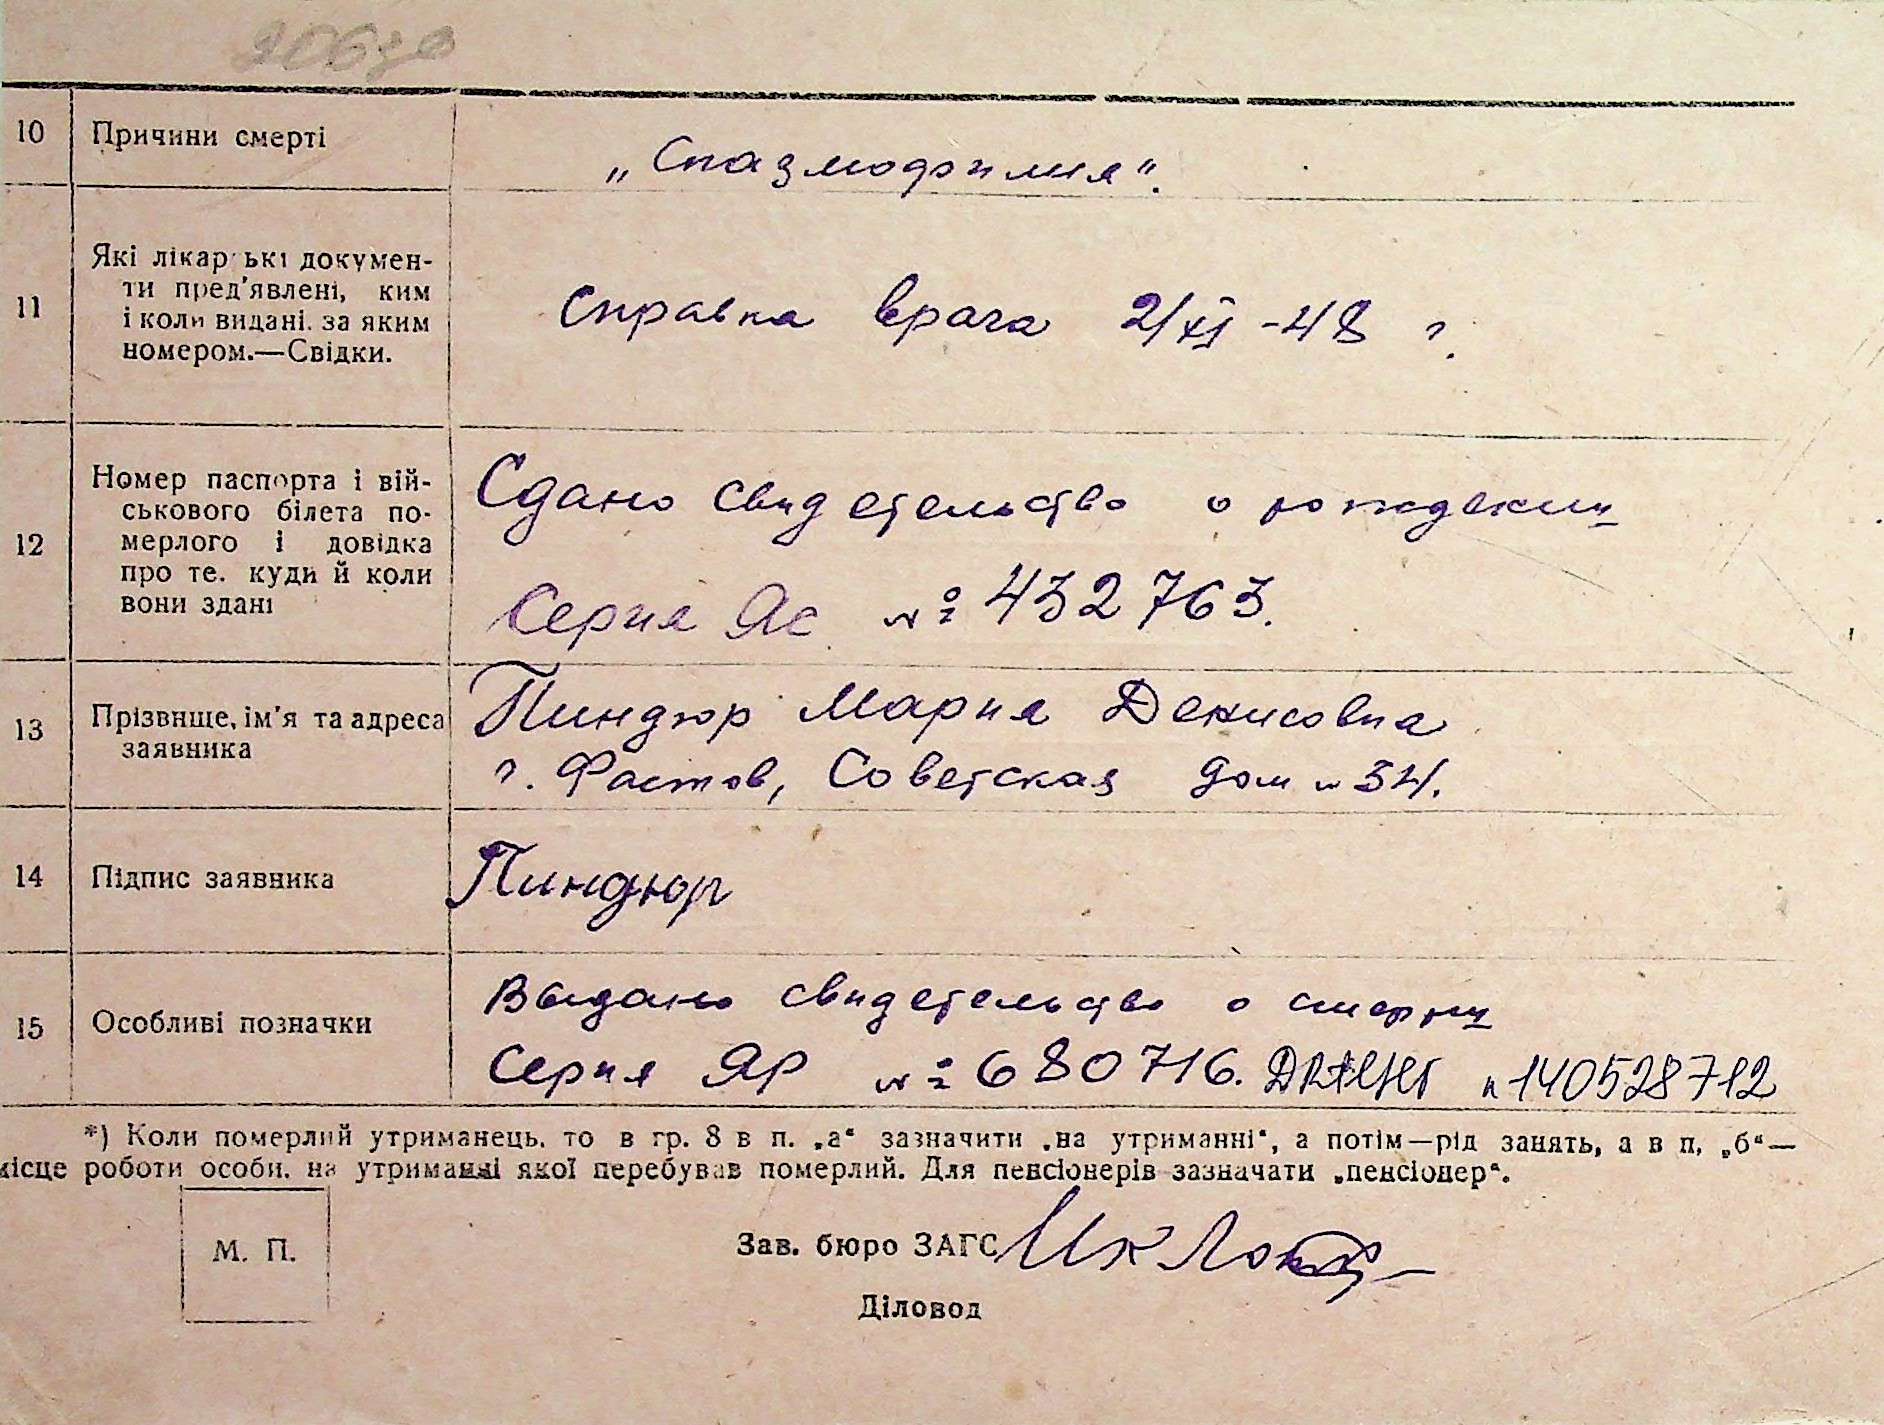 10 Причини смерті „Спазмофилия“.
Які лікарські докумен-
ти пред'явлені, ким
11 і коли видані. за яким Справка врача 2/XI -48 г.
номером.—Свідки.
Номер паспорта і вій- Сдано свидетельство о рождении
ськового білета по-
12 мерлого і довідка
про те. куди й коли Серия Яс № 432763.
вони здані
13 Прізвише, ім'я та адреса Пиндюр Мария Денисовна
заявника г. Фастов, Советская дом № 34.
14 Підпис заявника Пиндюр
Выдано свидетельство о смерти
15 Особливі позначки
Серия ЯР № 680716. № 140528712
*) Коли померлий утриманець. то в гр. 8 в п. „а“ зазначити „на утриманні“, а потім—рід занять, а в п, „б“—
місце роботи особи. на утриманні якої перебував померлий. Для пенсіонерів зазначати „пенсіонер“.
М. П.
Зав. бюро ЗАГС
Діловод